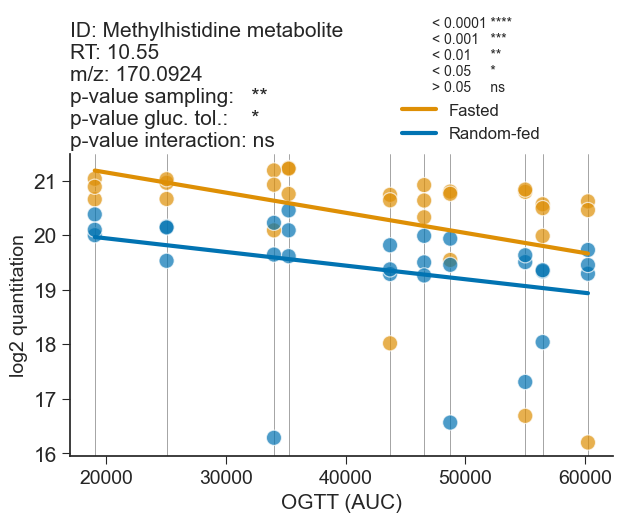 ID: Methylhistidine metabolite
RT: 10.55
m/z: 170.0924
p-value sampling: **
p-value gluc. tol.: *
p-value interaction: ns
< 0.0001 ****
< 0.001 ***
< 0.01 **
< 0.05 *
> 0.05 ns
Fasted
Random-fed
log2 quantitation
21
20
19
18
17
16
20000 30000 40000 50000 60000
OGTT (AUC)